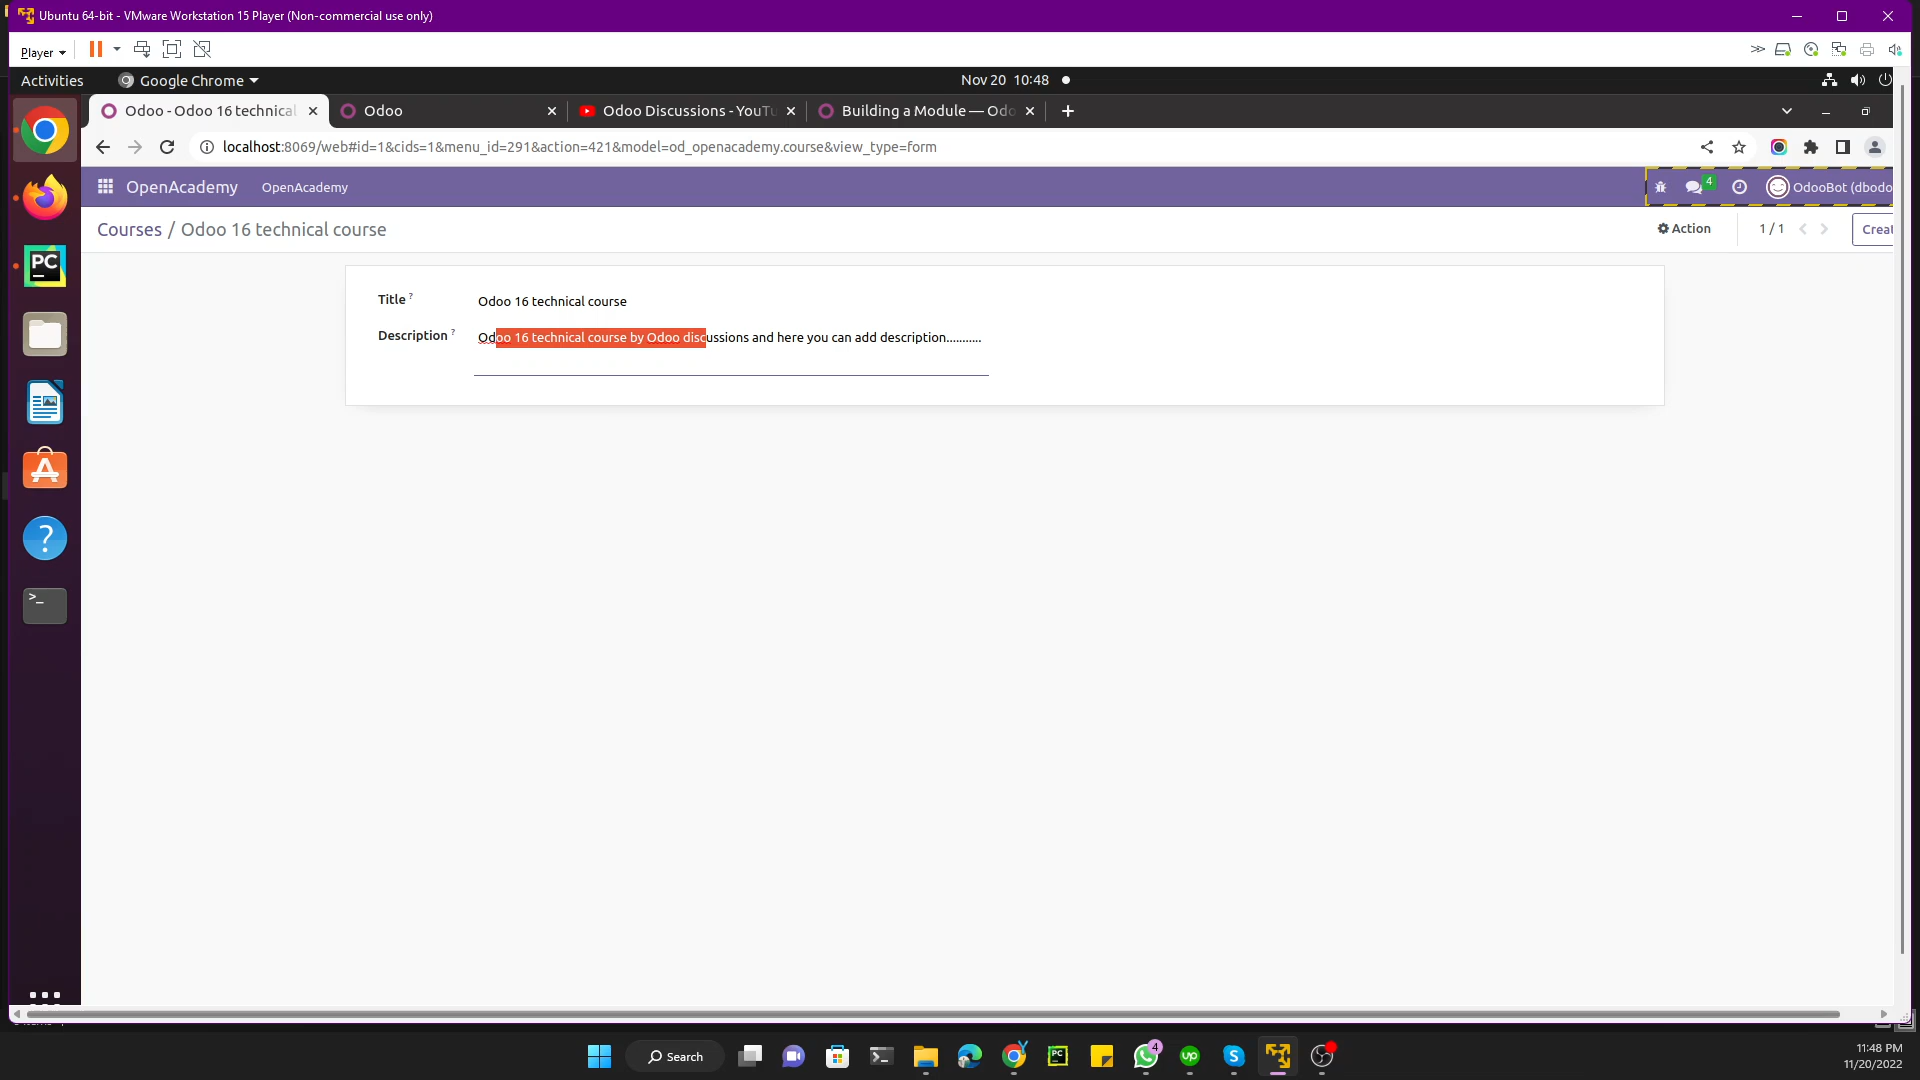 Ubuntu 64-bit - VMware Workstation 15 Player (Non-commercial use only)
Player
Activities
Google Chrome
Nov 20 10:48
Odoo - Odoo 16 technical
Odoo
Odoo Discussions - YouTu
Building a Module — Odo
localhost:8069/web#id=1&cids=1&menu_id=291&action=421&model=od_openacademy.course&view_type=form
OpenAcademy
OpenAcademy
4
OdooBot (dbodo
Courses / Odoo 16 technical course
Action
1 / 1
Creat
Title ?
Odoo 16 technical course
Description ?
Odoo 16 technical course by Odoo discussions and here you can add description...........
PC
?
>_
Search
PC
4
up
S
11:48 PM
11/20/2022